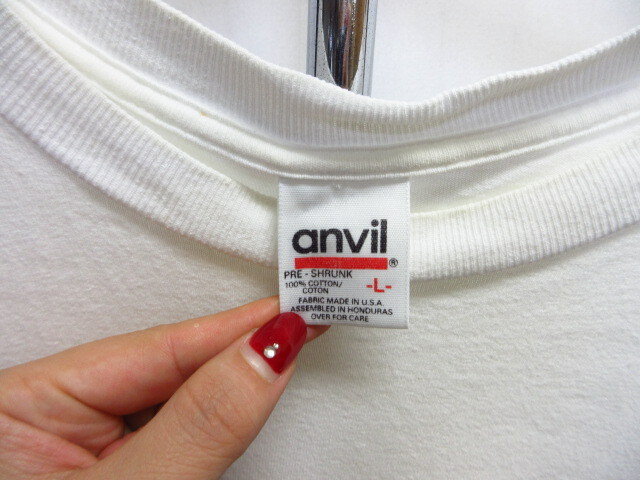 anvil®
PRE - SHRUNK
100% COTTON/
COTON
-L-
FABRIC MADE IN U.S.A.
ASSEMBLED IN HONDURAS
OVER FOR CARE